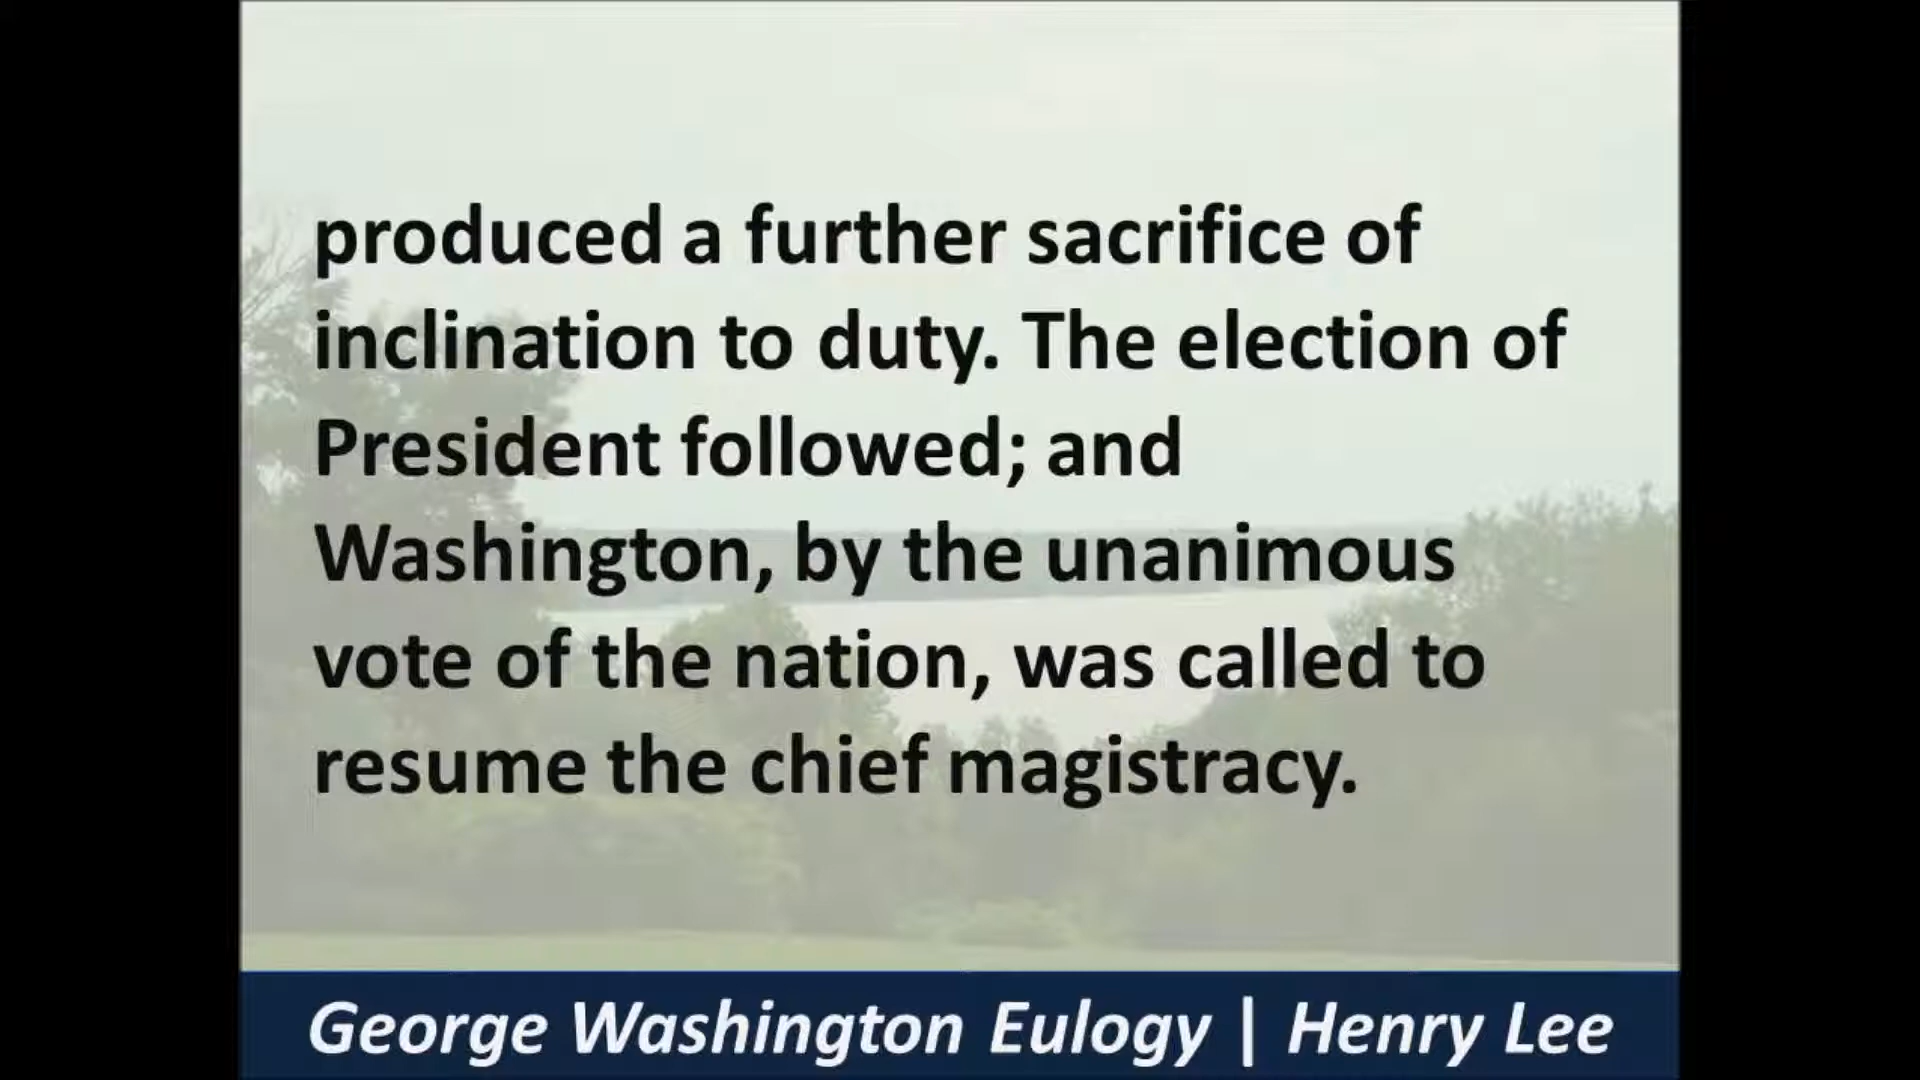 produced a further sacrifice of
inclination to duty. The election of
President followed; and
Washington, by the unanimous
vote of the nation, was called to
resume the chief magistracy.
George Washington Eulogy | Henry Lee